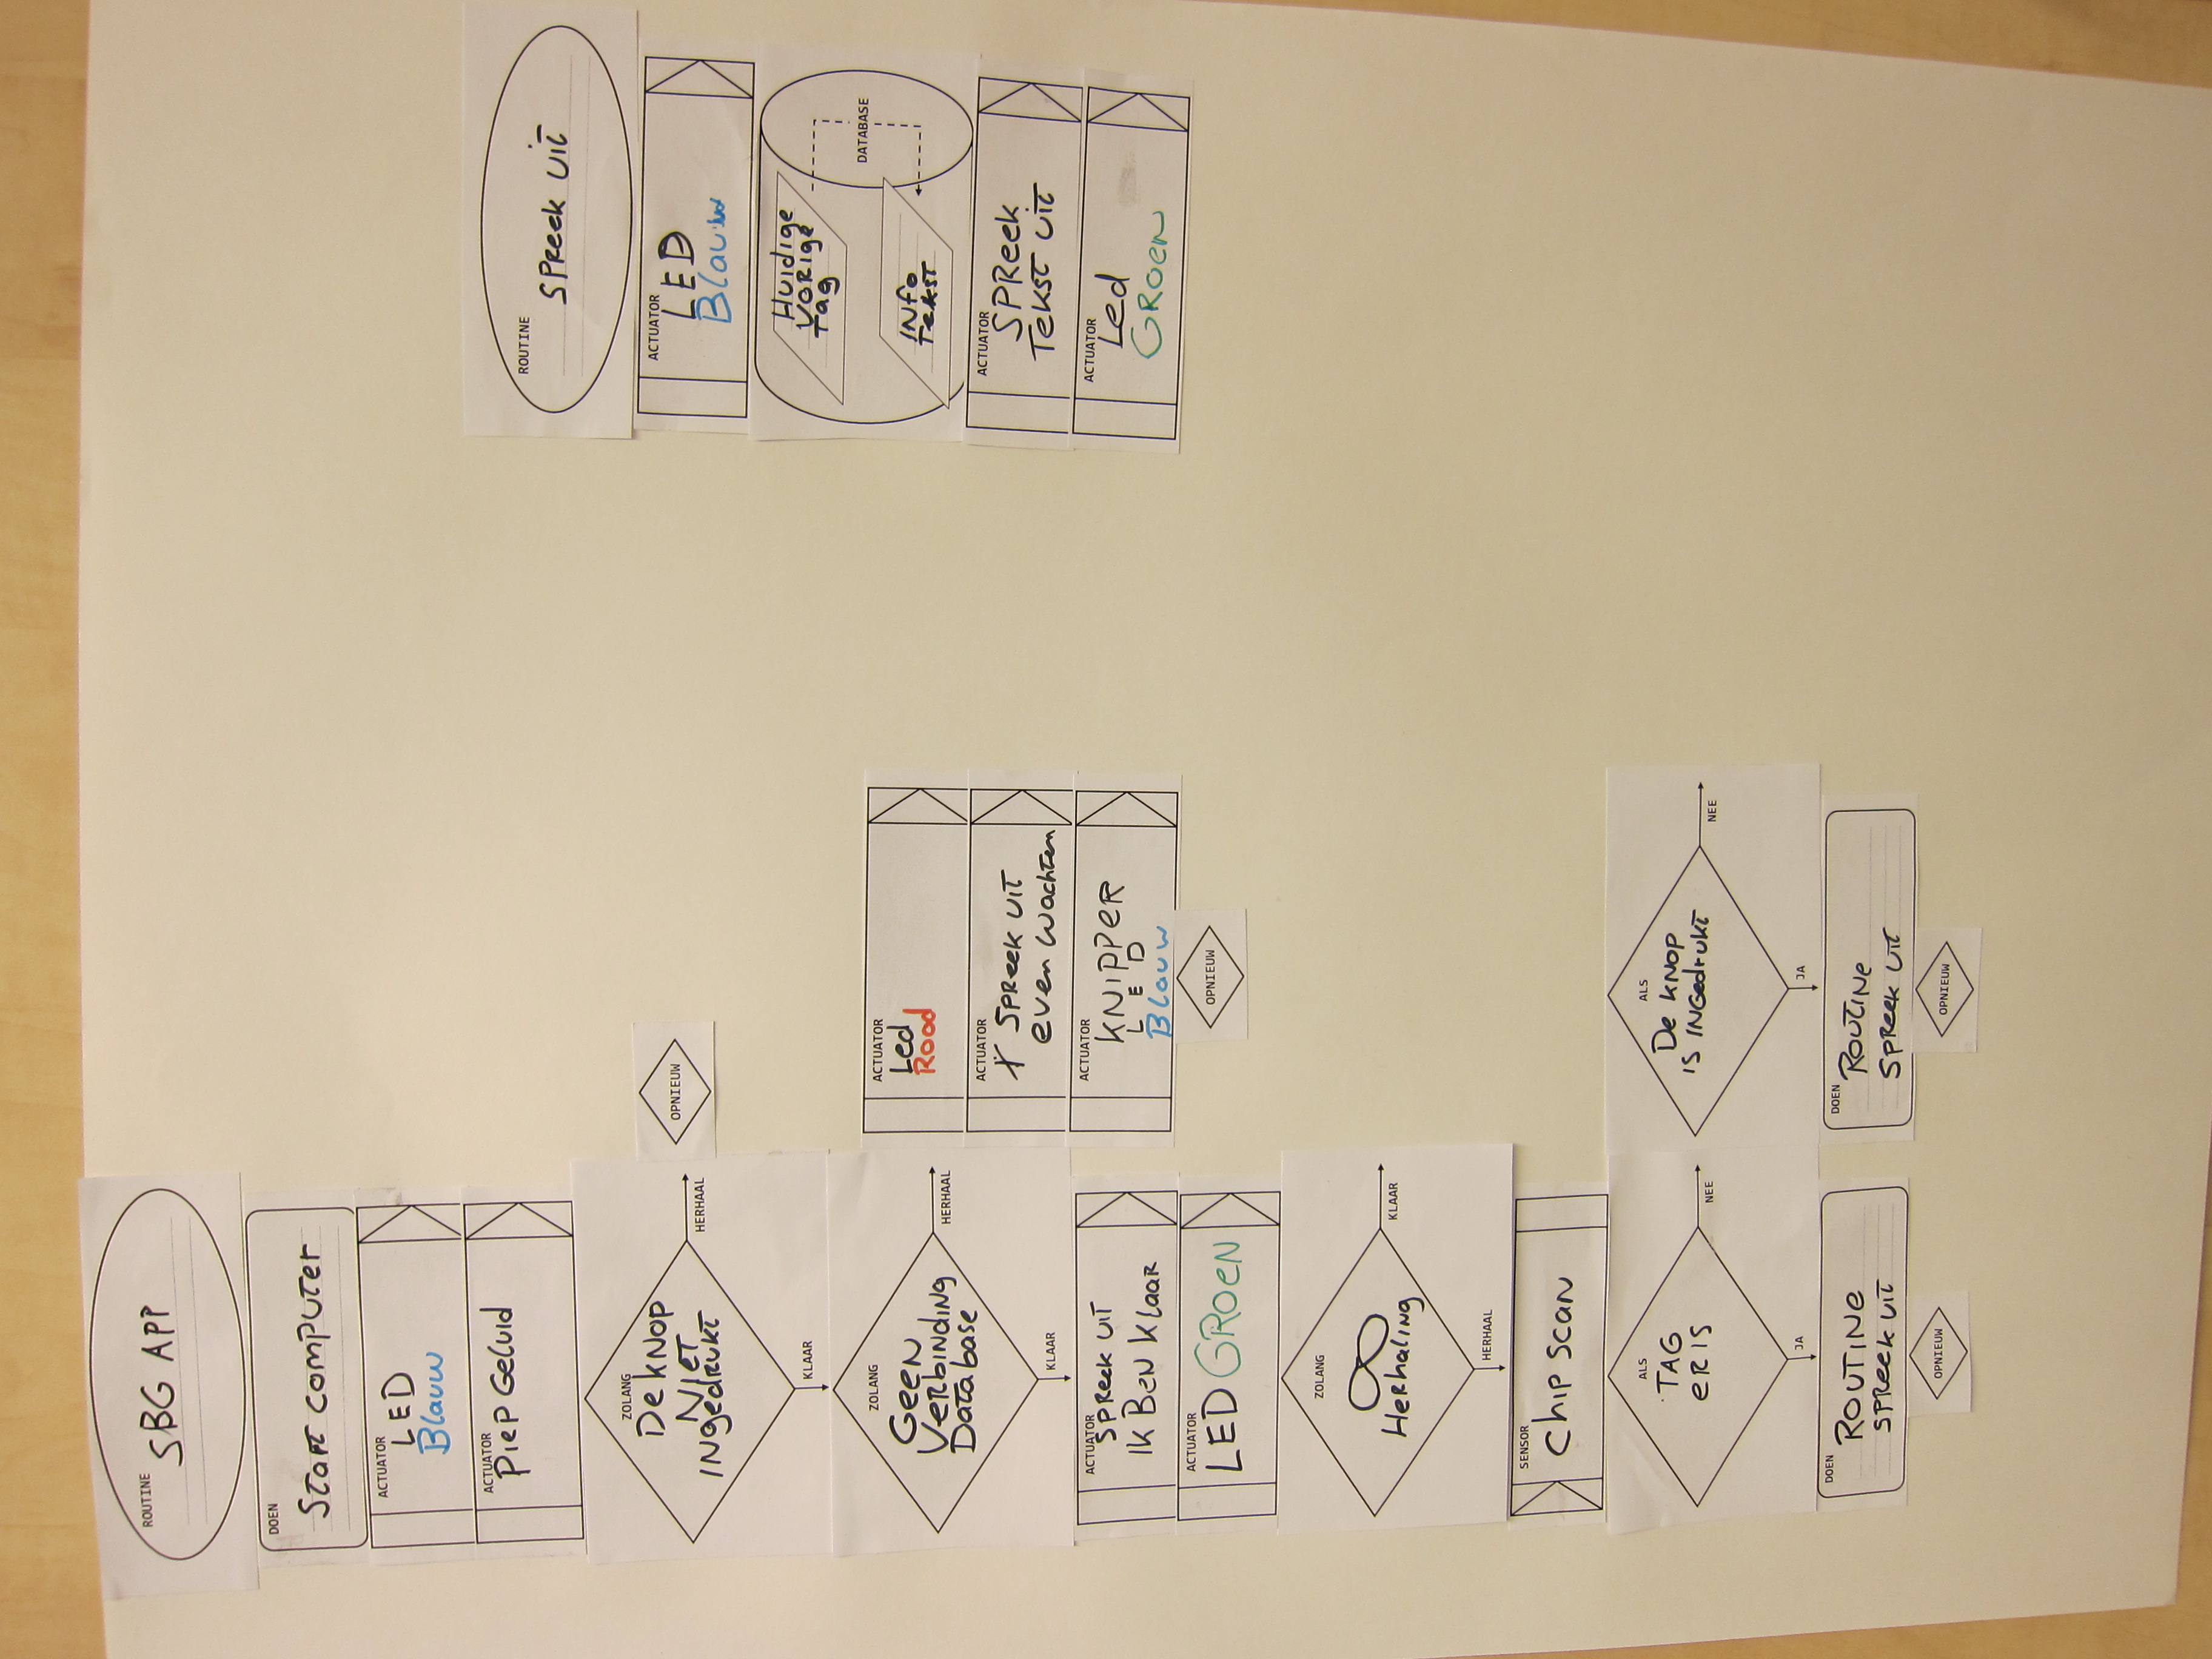 ROUTINE
SBG APP
DOEN
Start computer
ACTUATOR
LED
Blauw
ACTUATOR
Piep Geluid
ZOLANG
De knop
NIET
INgedrukt
HERHAAL
KLAAR
OPNIEUW
ZOLANG
Geen
Verbinding
Database
HERHAAL
KLAAR
ACTUATOR
Led
Rood
ACTUATOR
Spreek uit
even wachten
ACTUATOR
KNIPPER
LED
Blauw
OPNIEUW
ACTUATOR
Spreek uit
Ik Ben Klaar
ACTUATOR
LED GROEN
ZOLANG
∞
Herhaling
KLAAR
HERHAAL
SENSOR
Chip scan
ALS
TAG
er is
NEE
JA
DOEN
Routine
spreek uit
OPNIEUW
ALS
De knop
is INGedrukt
NEE
JA
DOEN
Routine
spreek uit
OPNIEUW
ROUTINE
Spreek uit
ACTUATOR
LED
Blauw
Huidige
Vorige
Tag
DATABASE
INFo
Tekst
ACTUATOR
Spreek
Tekst uit
ACTUATOR
Led
GROEN